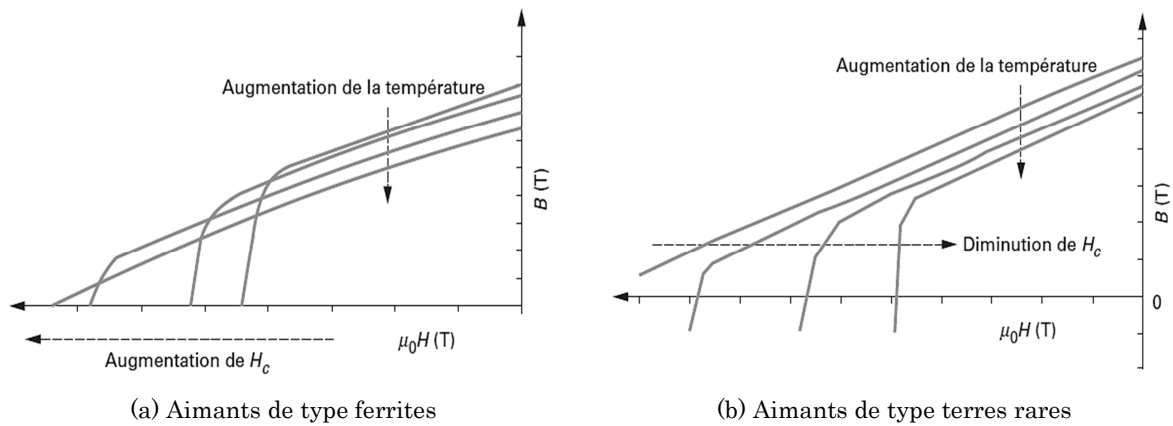 Augmentation de la température
B (T)
μ₀H (T)
Augmentation de Hc
(a) Aimants de type ferrites
Augmentation de la température
B (T)
Diminution de Hc
0
μ₀H (T)
(b) Aimants de type terres rares